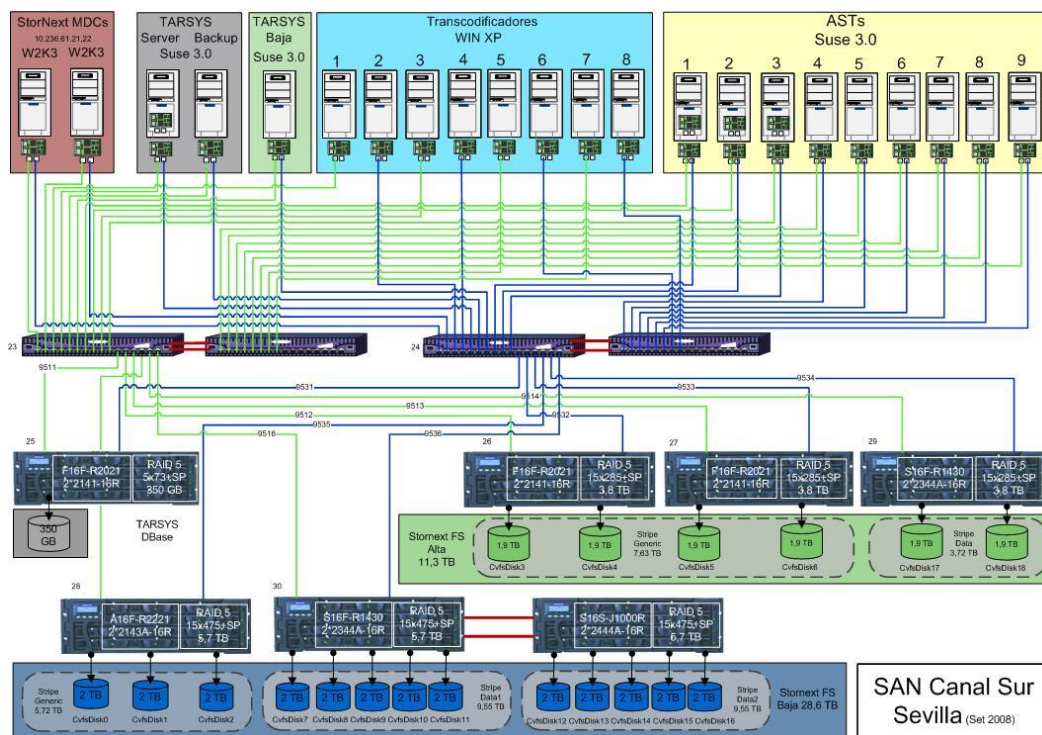 StorNext MDCs
10.236.61.21,22
W2K3 W2K3
TARSYS
Server Backup
Suse 3.0
TARSYS
Baja
Suse 3.0
Transcodificadores
WIN XP
1 2 3 4 5 6 7 8
ASTs
Suse 3.0
1 2 3 4 5 6 7 8 9
23
24
9511
9531
9512
9535
9516
9513
9514
9532
9536
9533
9534
25
F16F-R2021
2*2141-16R
RAID 5
5x73+SP
350 GB
26
F16F-R2021
2*2141-16R
RAID 5
15x285+SP
3,8 TB
27
F16F-R2021
2*2141-16R
RAID 5
15x285+SP
3,8 TB
29
S16F-R1430
2*2344A-16R
RAID 5
15x285+SP
3,8 TB
350
GB
TARSYS
DBase
Stornext FS
Alta
11,3 TB
1,9 TB
CvfsDisk3
1,9 TB
CvfsDisk4
Stripe
Generic
7,63 TB
1,9 TB
CvfsDisk5
1,9 TB
CvfsDisk6
1,9 TB
CvfsDisk17
Stripe
Data
3,72 TB
1,9 TB
CvfsDisk18
28
A16F-R2221
2*2143A-16R
RAID 5
15x475+SP
5,7 TB
30
S16F-R1430
2*2344A-16R
RAID 5
15x475+SP
5,7 TB
S16S-J1000R
2*2444A-16R
RAID 5
15x475+SP
5,7 TB
Stripe
Generic
5,72 TB
2 TB 2 TB 2 TB
CvfsDisk0 CvfsDisk1 CvfsDisk2
2 TB 2 TB 2 TB 2 TB 2 TB
CvfsDisk7 CvfsDisk8 CvfsDisk9 CvfsDisk10 CvfsDisk11
Stripe
Data1
9,55 TB
2 TB 2 TB 2 TB 2 TB 2 TB
CvfsDisk12 CvfsDisk13 CvfsDisk14 CvfsDisk15 CvfsDisk16
Stripe
Data2
9,55 TB
Stornext FS
Baja 28,6 TB
SAN Canal Sur
Sevilla (Set 2008)